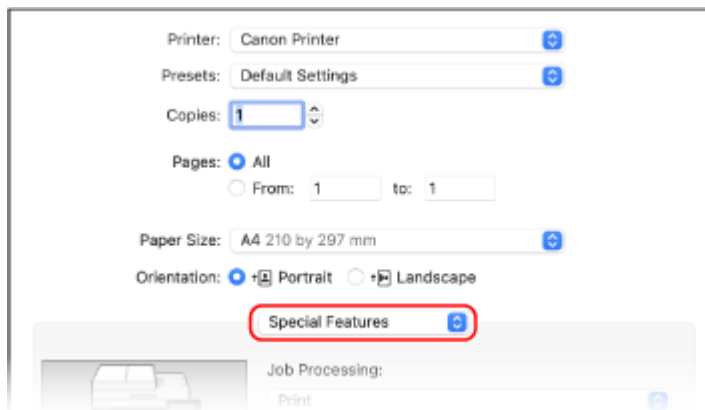 Printer: Canon Printer
Presets: Default Settings
Copies: 1
Pages: All
From: 1 to: 1
Paper Size: A4 210 by 297 mm
Orientation: Portrait Landscape
Special Features
Job Processing:
Print